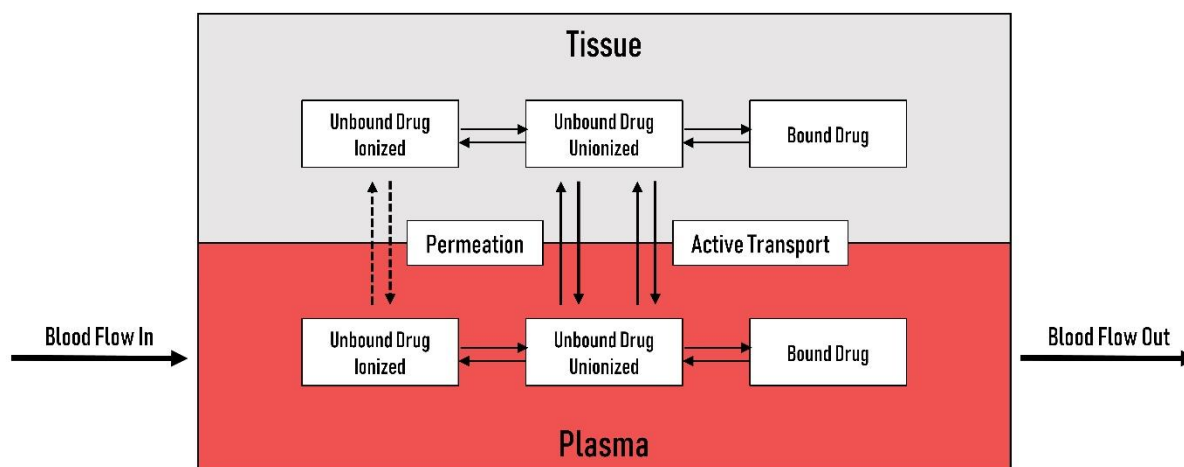 Tissue
Unbound Drug
Ionized
Unbound Drug
Unionized
Bound Drug
Permeation
Active Transport
Blood Flow In
Unbound Drug
Ionized
Unbound Drug
Unionized
Bound Drug
Blood Flow Out
Plasma